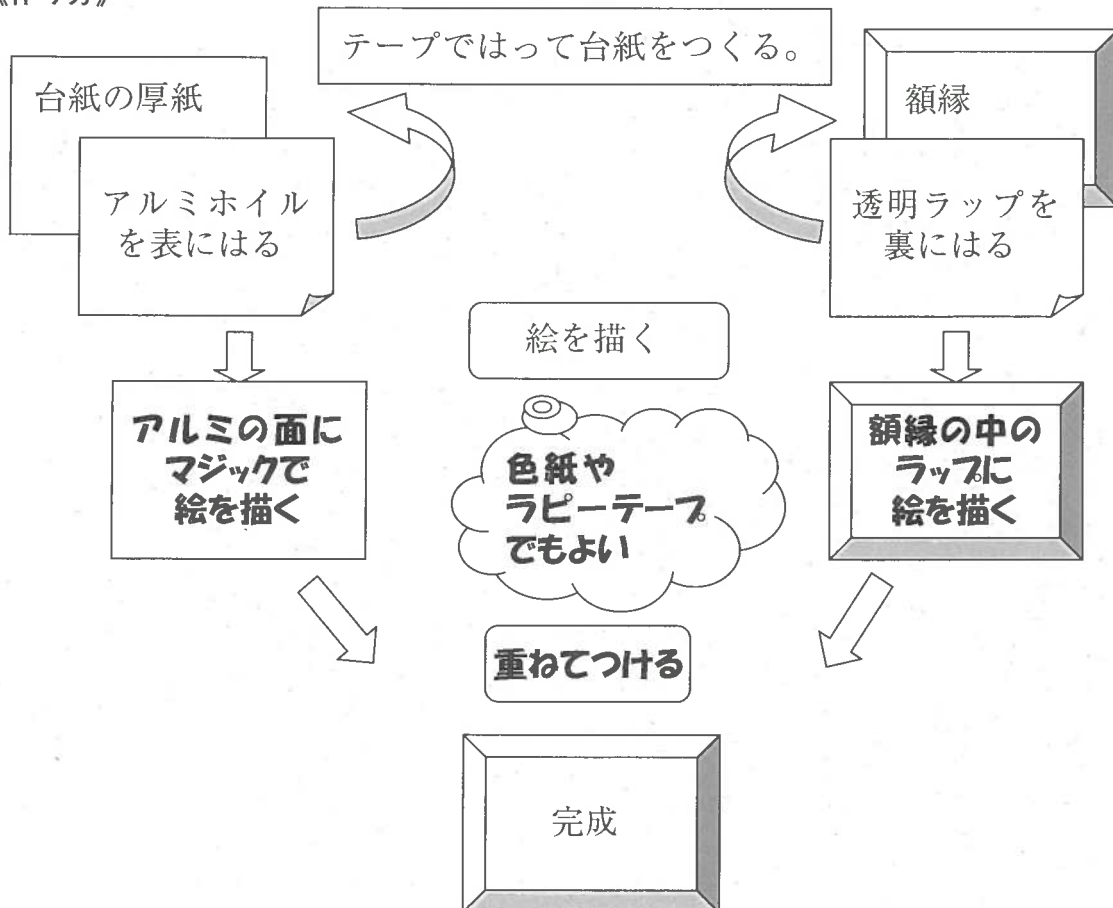 テープではって台紙をつくる。
台紙の厚紙
アルミホイル
を表にはる
額縁
透明ラップを
裏にはる
絵を描く
アルミの面に
マジックで
絵を描く
色紙や
ラピーテープ
でもよい
額縁の中の
ラップに
絵を描く
重ねてつける
完成